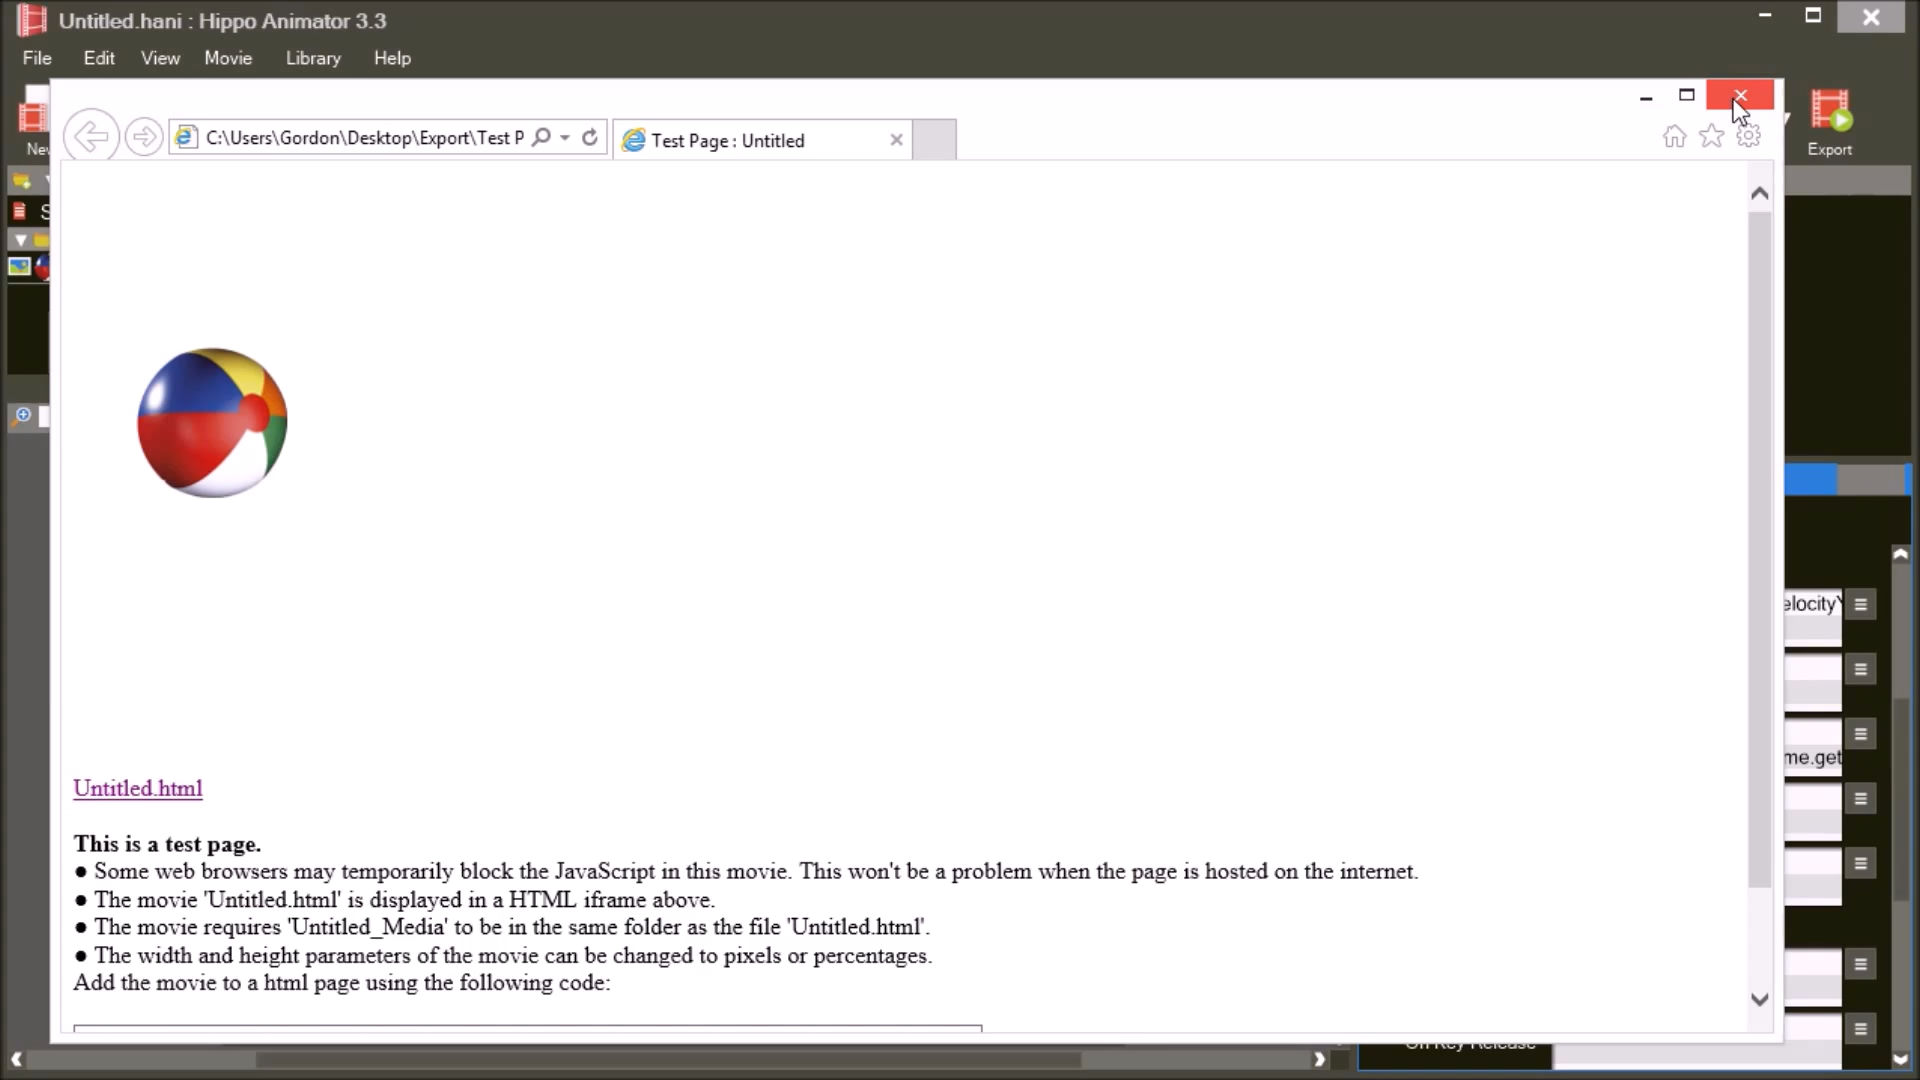 Untitled.hani : Hippo Animator 3.3
File Edit View Movie Library Help
C:\Users\Gordon\Desktop\Export\Test P
Test Page : Untitled
New
Export
S
elocityY
me.get
Untitled.html
This is a test page.
● Some web browsers may temporarily block the JavaScript in this movie. This won't be a problem when the page is hosted on the internet.
● The movie 'Untitled.html' is displayed in a HTML iframe above.
● The movie requires 'Untitled_Media' to be in the same folder as the file 'Untitled.html'.
● The width and height parameters of the movie can be changed to pixels or percentages.
Add the movie to a html page using the following code:
On Key Release